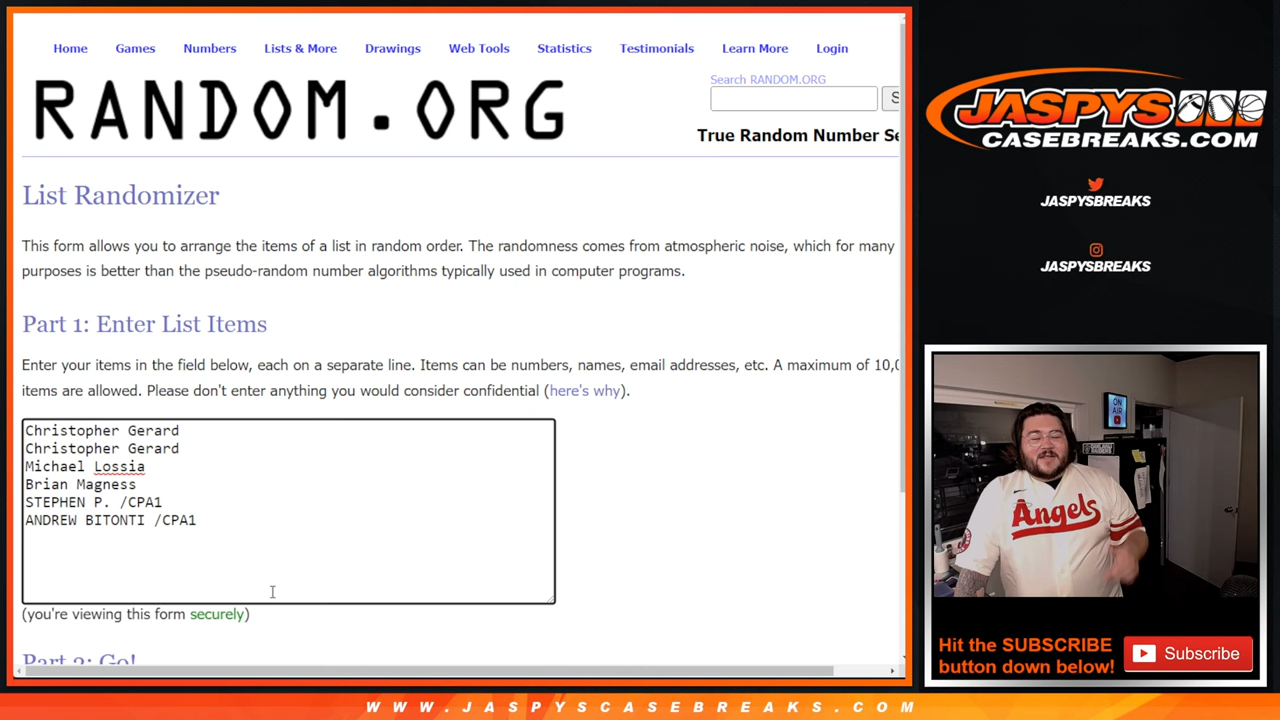 Home Games Numbers Lists & More Drawings Web Tools Statistics Testimonials Learn More Login
RANDOM.ORG
Search RANDOM.ORG
True Random Number Se
List Randomizer
This form allows you to arrange the items of a list in random order. The randomness comes from atmospheric noise, which for many
purposes is better than the pseudo-random number algorithms typically used in computer programs.
Part 1: Enter List Items
Enter your items in the field below, each on a separate line. Items can be numbers, names, email addresses, etc. A maximum of 10,0
items are allowed. Please don't enter anything you would consider confidential (here's why).
Christopher Gerard
Christopher Gerard
Michael Lossia
Brian Magness
STEPHEN P. /CPA1
ANDREW BITONTI /CPA1
(you're viewing this form securely)
Part 2: Go!
JASPYS
CASEBREAKS.COM
JASPYSBREAKS
JASPYSBREAKS
ON
AIR
Angels
Hit the SUBSCRIBE
button down below!
Subscribe
WWW.JASPYSCASEBREAKS.COM